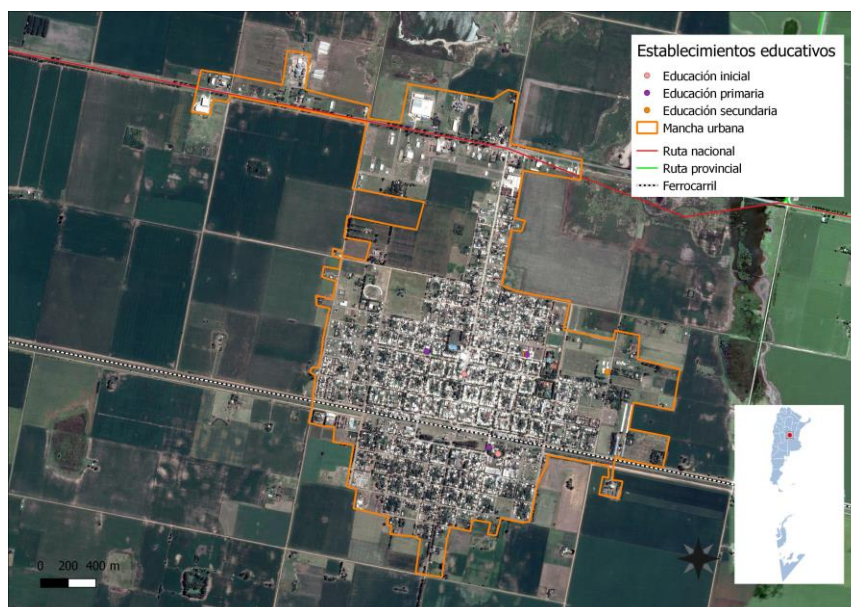 Establecimientos educativos
Educación inicial
Educación primaria
Educación secundaria
Mancha urbana
Ruta nacional
Ruta provincial
Ferrocarril
0 200 400 m